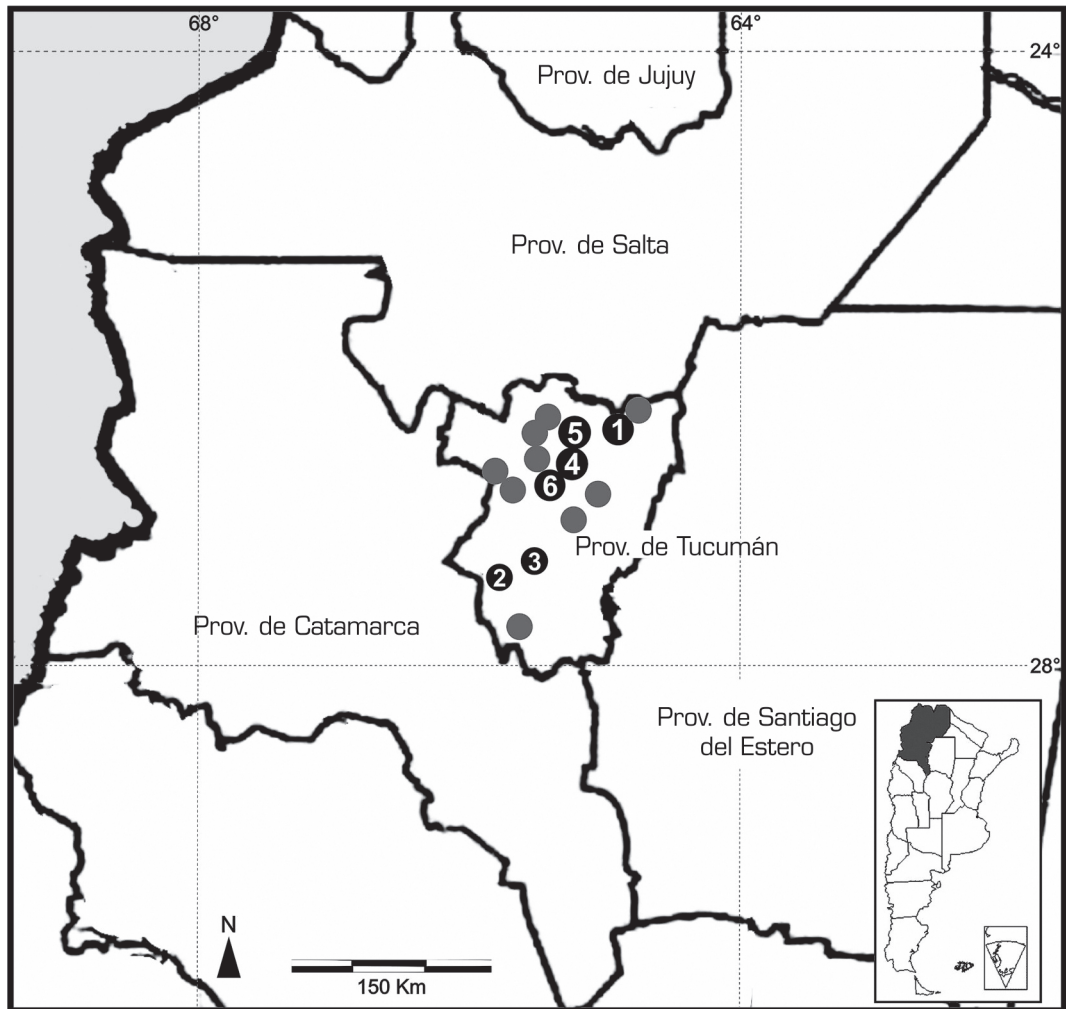 68°
64°
24°
Prov. de Jujuy
Prov. de Salta
5
1
4
6
Prov. de Tucumán
3
2
Prov. de Catamarca
28°
Prov. de Santiago
del Estero
N
150 Km